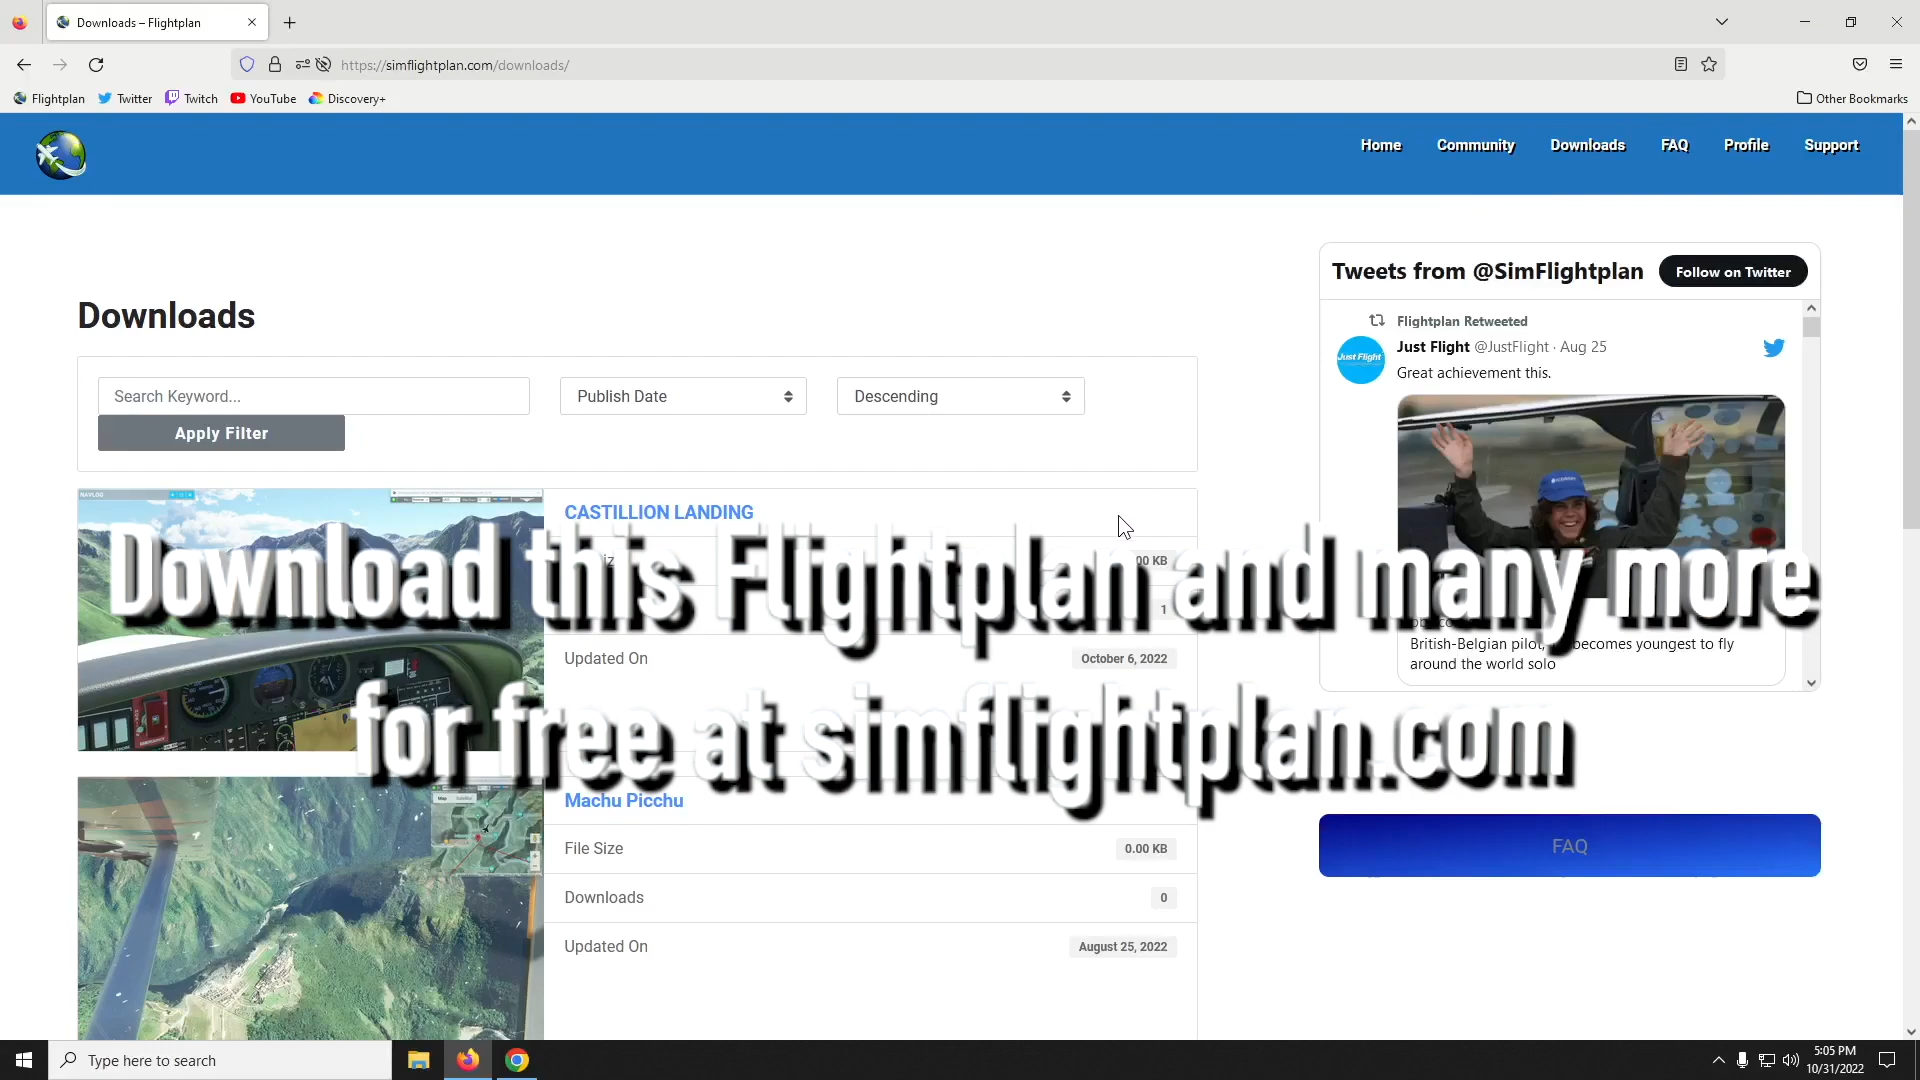 Downloads – Flightplan
https://simflightplan.com/downloads/
Flightplan
Twitter
Twitch
YouTube
Discovery+
Other Bookmarks
Home
Community
Downloads
FAQ
Profile
Support
Downloads
Search Keyword...
Publish Date
Descending
Apply Filter
Tweets from @SimFlightplan
Follow on Twitter
Flightplan Retweeted
Just Flight @JustFlight · Aug 25
Great achievement this.
Just Flight
British-Belgian pilot, becomes youngest to fly
around the world solo
NAVLOG
CASTILLION LANDING
1
Updated On
October 6, 2022
Download this Flightplan and many more
for free at simflightplan.com
Machu Picchu
File Size
0.00 KB
Downloads
0
Updated On
August 25, 2022
FAQ
Type here to search
5:05 PM
10/31/2022